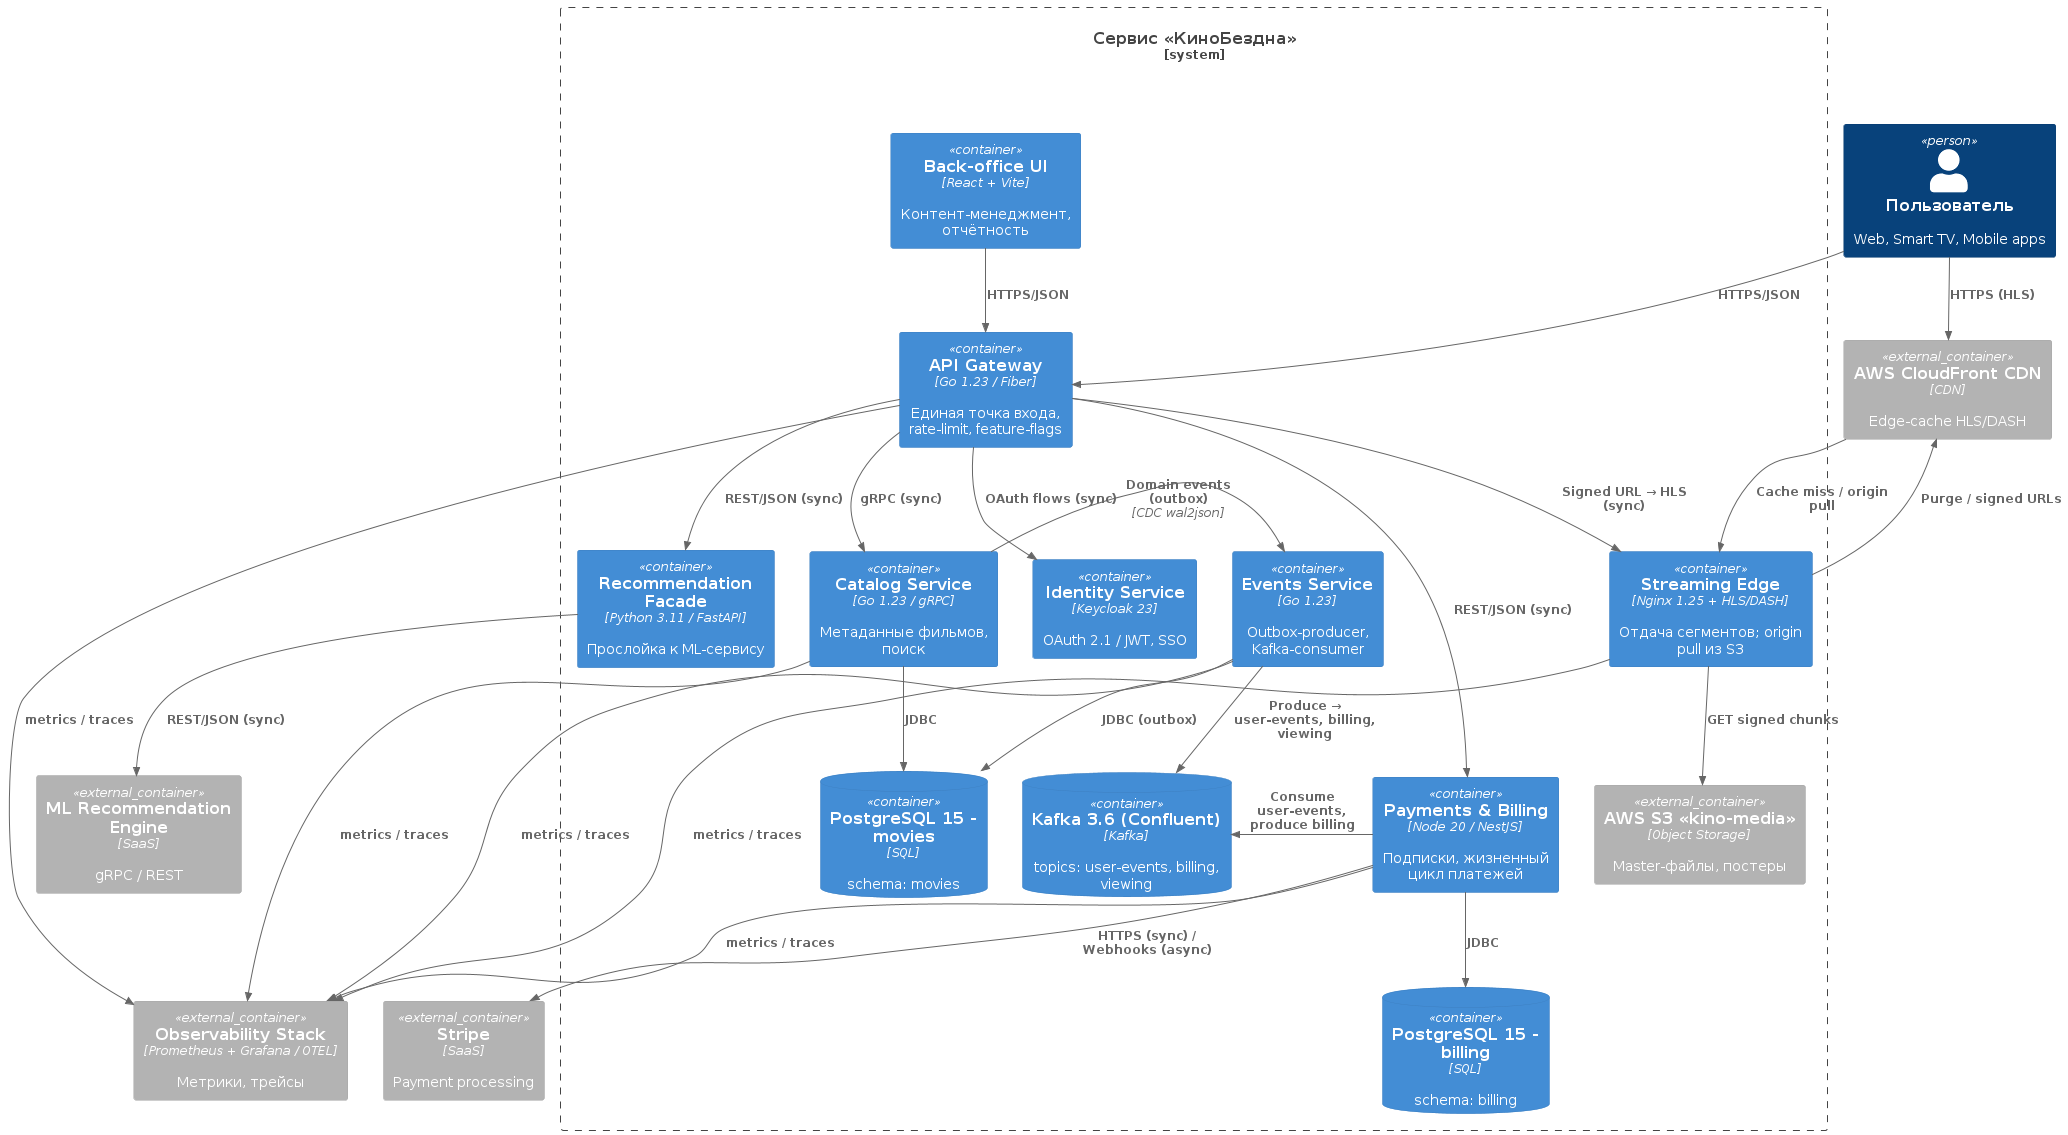 Сервис «КиноБездна»
[system]
«container»
Back-office UI
[React + Vite]
Контент-менеджмент,
отчётность
«person»
Пользователь
Web, Smart TV, Mobile apps
HTTPS/JSON
HTTPS/JSON
HTTPS (HLS)
«container»
API Gateway
[Go 1.23 / Fiber]
Единая точка входа,
rate-limit, feature-flags
«external_container»
AWS CloudFront CDN
[CDN]
Edge-cache HLS/DASH
REST/JSON (sync)
gRPC (sync)
OAuth flows (sync)
Domain events
(outbox)
[CDC wal2json]
Signed URL → HLS
(sync)
Cache miss / origin
pull
Purge / signed URLs
«container»
Recommendation
Facade
[Python 3.11 / FastAPI]
Прослойка к ML-сервису
«container»
Catalog Service
[Go 1.23 / gRPC]
Метаданные фильмов,
поиск
«container»
Identity Service
[Keycloak 23]
OAuth 2.1 / JWT, SSO
«container»
Events Service
[Go 1.23]
Outbox-producer,
Kafka-consumer
REST/JSON (sync)
«container»
Streaming Edge
[Nginx 1.25 + HLS/DASH]
Отдача сегментов; origin
pull из S3
metrics / traces
REST/JSON (sync)
JDBC
JDBC (outbox)
Produce →
user-events, billing,
viewing
GET signed chunks
«external_container»
ML Recommendation
Engine
[SaaS]
gRPC / REST
metrics / traces
metrics / traces
metrics / traces
«container»
PostgreSQL 15 -
movies
[SQL]
schema: movies
«container»
Kafka 3.6 (Confluent)
[Kafka]
topics: user-events, billing,
viewing
Consume
user-events,
produce billing
«container»
Payments & Billing
[Node 20 / NestJS]
Подписки, жизненный
цикл платежей
«external_container»
AWS S3 «kino-media»
[Object Storage]
Master-файлы, постеры
metrics / traces
HTTPS (sync) /
Webhooks (async)
JDBC
«external_container»
Observability Stack
[Prometheus + Grafana / OTEL]
Метрики, трейсы
«external_container»
Stripe
[SaaS]
Payment processing
«container»
PostgreSQL 15 -
billing
[SQL]
schema: billing